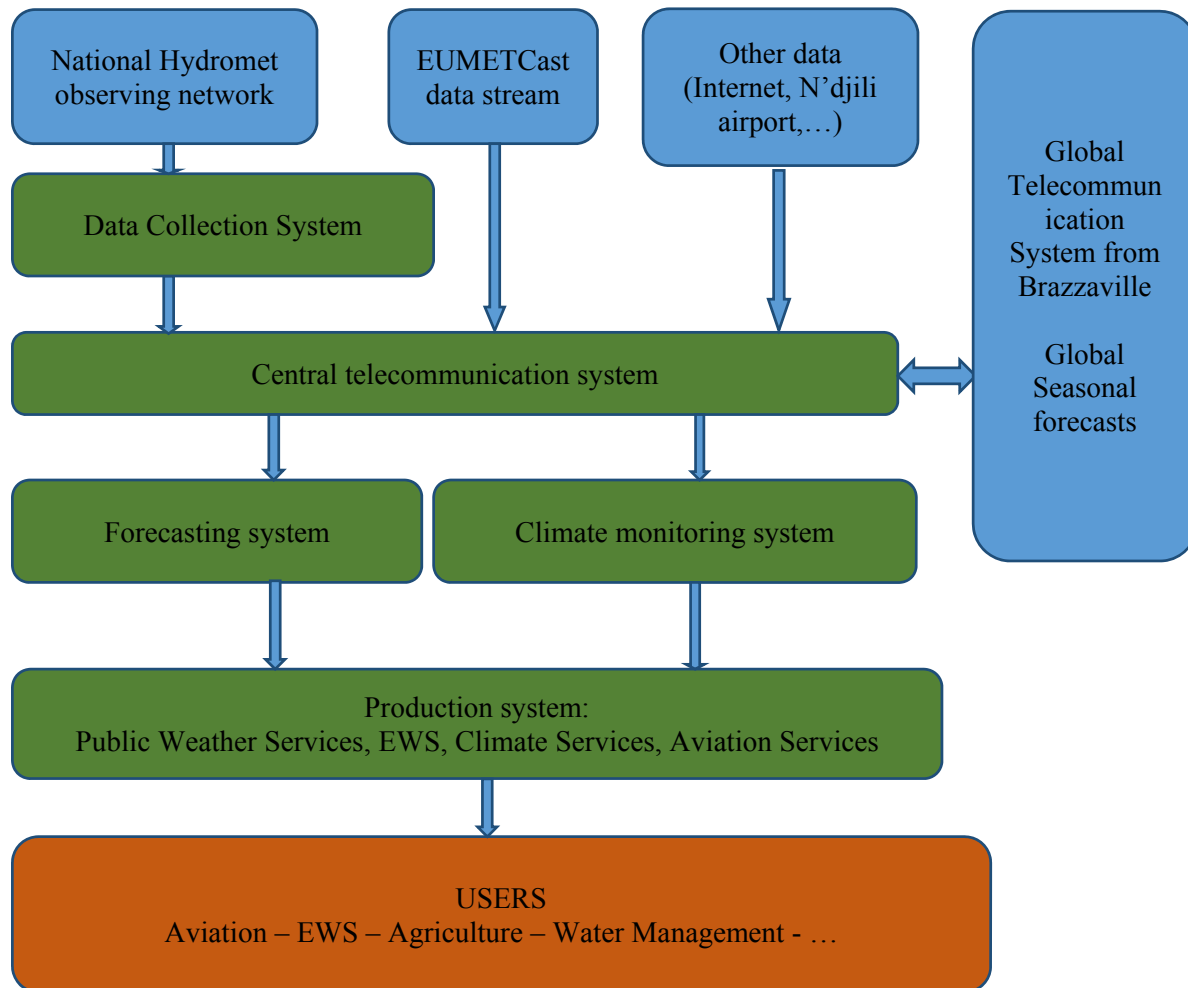 National Hydromet
observing network
EUMETCast
data stream
Other data
(Internet, N’djili
airport,…)
Global
Telecommun
ication
System from
Brazzaville
Global
Seasonal
forecasts
Data Collection System
Central telecommunication system
Forecasting system
Climate monitoring system
Production system:
Public Weather Services, EWS, Climate Services, Aviation Services
USERS
Aviation – EWS – Agriculture – Water Management - …